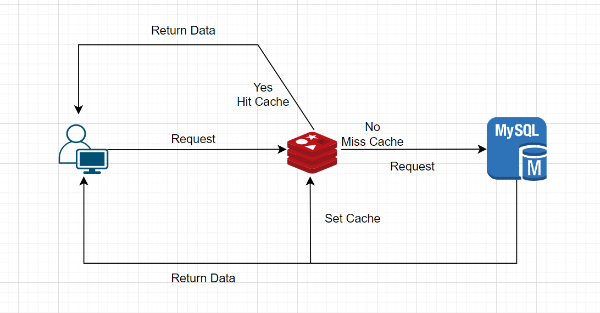 Return Data
Yes
Hit Cache
Request
No
Miss Cache
Request
MySQL
M
Set Cache
Return Data